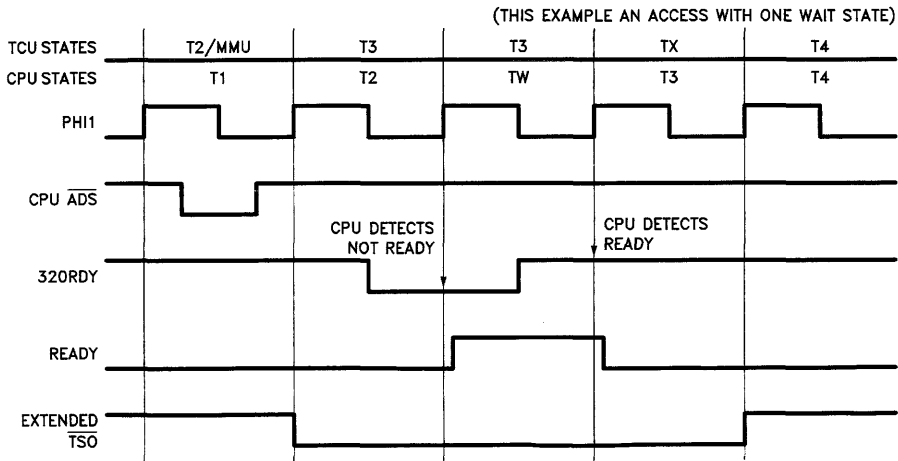 (THIS EXAMPLE AN ACCESS WITH ONE WAIT STATE)
TCU STATES T2/MMU T3 T3 TX T4
CPU STATES T1 T2 TW T3 T4
PHI1
CPU ADS
CPU DETECTS
NOT READY
CPU DETECTS
READY
320RDY
READY
EXTENDED
TSO